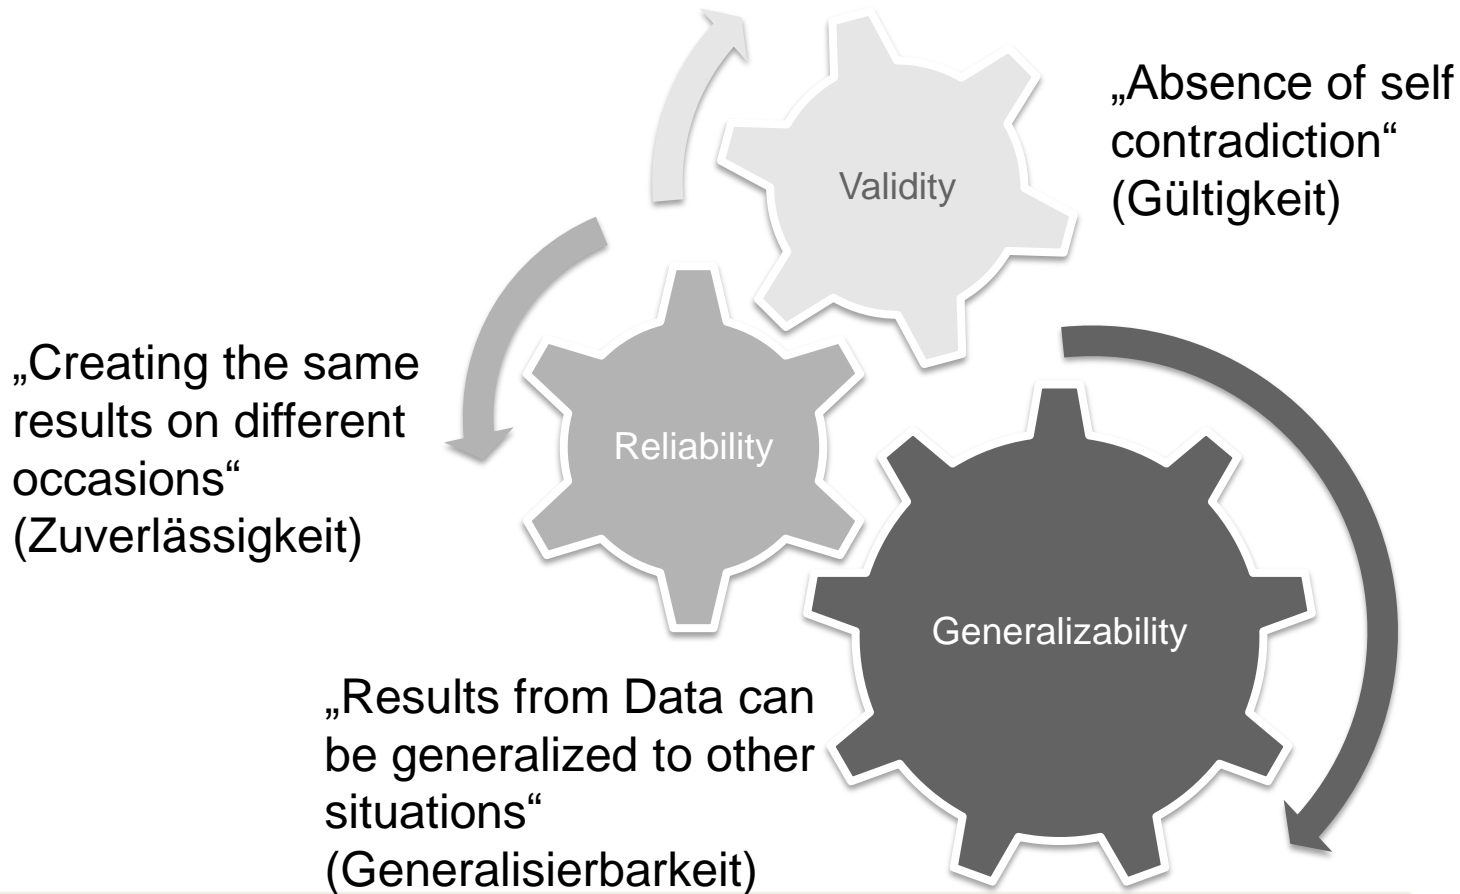 „Absence of self
contradiction“
(Gültigkeit)
Validity
„Creating the same
results on different
occasions“
(Zuverlässigkeit)
Reliability
Generalizability
„Results from Data can
be generalized to other
situations“
(Generalisierbarkeit)